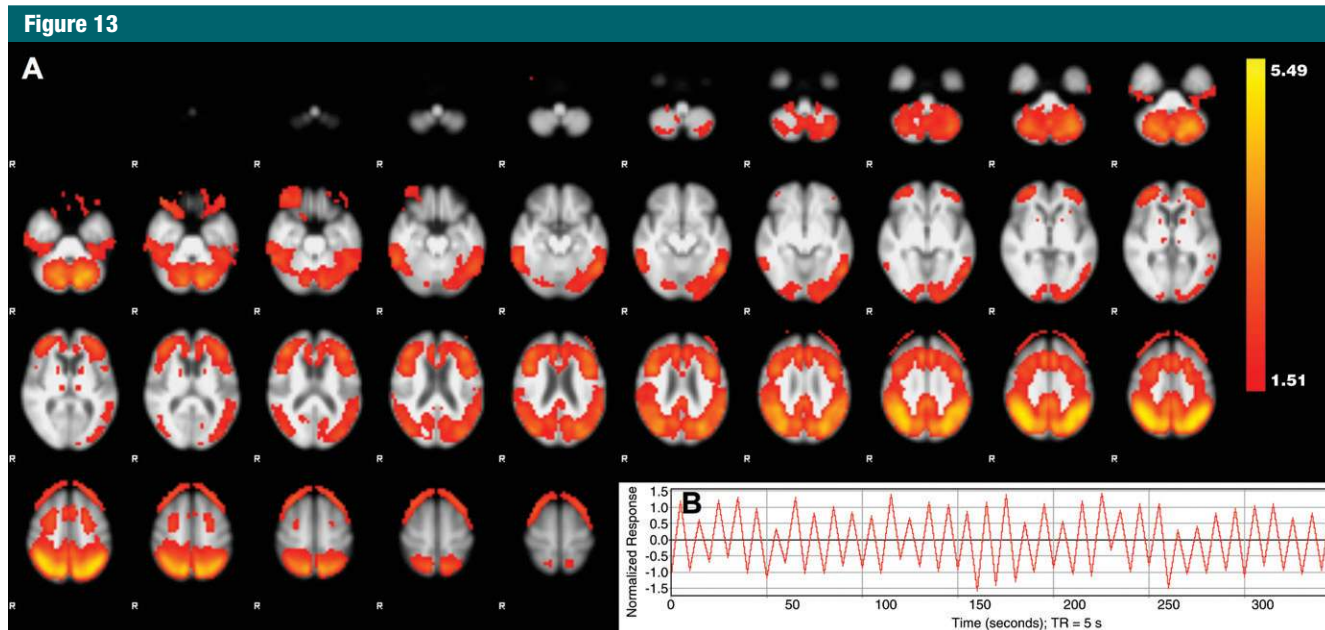 Figure 13
A
5.49
1.51
R R R R R R R R R R
R R R R R R R R R R
R R R R R R R R R R
R R R R R
B
Normalized Response
1.5
1.0
0.5
0.0
-0.5
-1.0
-1.5
0 50 100 150 200 250 300
Time (seconds); TR = 5 s